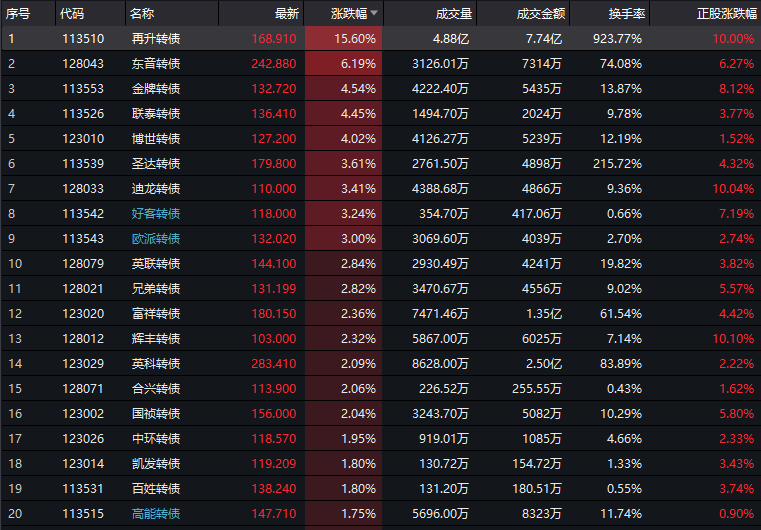 序号 代码 名称 最新 涨跌幅 成交量 成交金额 换手率 正股涨跌幅
1 113510 再升转债 168.910 15.60% 4.88亿 7.74亿 923.77% 10.00%
2 128043 东音转债 242.880 6.19% 3126.01万 7314万 74.08% 6.27%
3 113553 金牌转债 132.720 4.54% 4222.40万 5435万 13.87% 8.12%
4 113526 联泰转债 136.410 4.45% 1494.70万 2024万 9.78% 3.77%
5 123010 博世转债 127.200 4.02% 4126.27万 5239万 12.19% 1.52%
6 113539 圣达转债 179.800 3.61% 2761.50万 4898万 215.72% 4.32%
7 128033 迪龙转债 110.000 3.41% 4388.68万 4866万 9.36% 10.04%
8 113542 好客转债 118.000 3.24% 354.70万 417.06万 0.66% 7.19%
9 113543 欧派转债 132.020 3.00% 3069.60万 4039万 2.70% 2.74%
10 128079 英联转债 144.100 2.84% 2930.49万 4241万 19.82% 3.82%
11 128021 兄弟转债 131.199 2.82% 3470.67万 4556万 9.02% 5.57%
12 123020 富祥转债 180.150 2.36% 7471.46万 1.35亿 61.54% 4.42%
13 128012 辉丰转债 103.000 2.32% 5867.00万 6025万 7.14% 10.10%
14 123029 英科转债 283.410 2.09% 8628.00万 2.50亿 83.89% 2.22%
15 128071 合兴转债 113.900 2.06% 226.52万 255.55万 0.43% 1.62%
16 123002 国祯转债 156.000 2.04% 3243.70万 5082万 10.29% 5.80%
17 123026 中环转债 118.570 1.95% 919.01万 1085万 4.66% 2.33%
18 123014 凯发转债 119.209 1.80% 130.72万 154.72万 1.33% 3.43%
19 113531 百姓转债 138.240 1.80% 131.20万 180.51万 0.55% 3.74%
20 113515 高能转债 147.710 1.75% 5696.00万 8323万 11.74% 0.90%